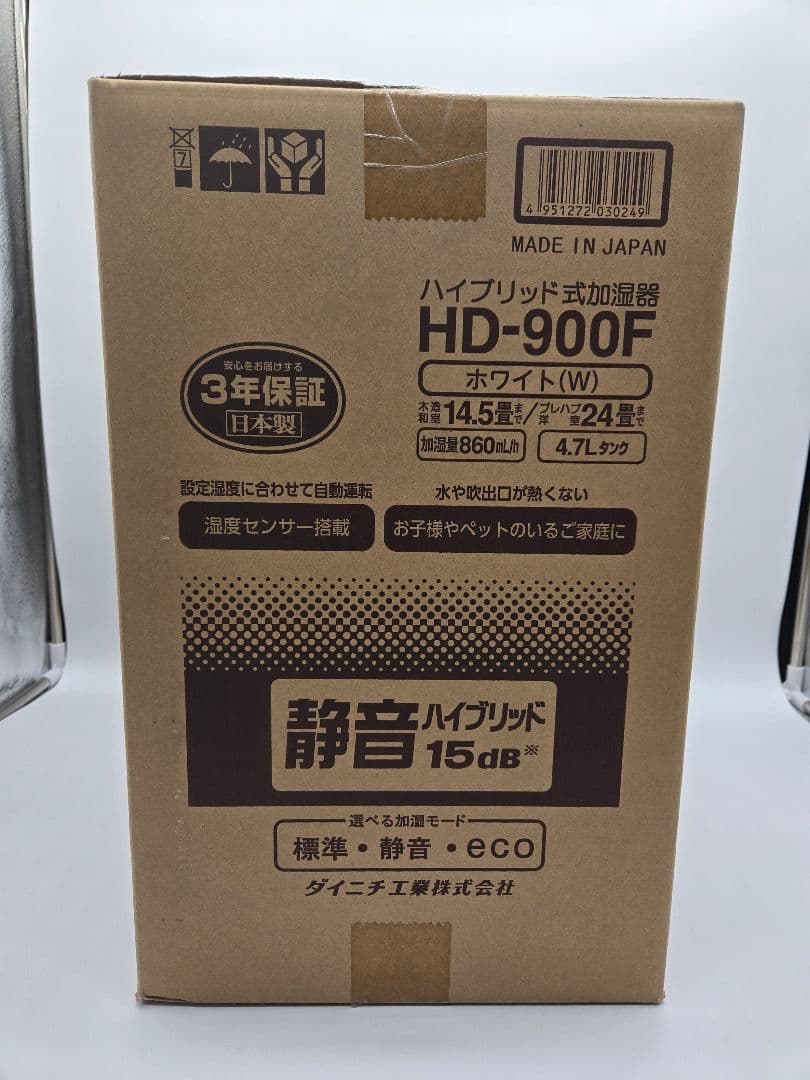 7
4 951272 030249
MADE IN JAPAN
ハイブリッド式加湿器
HD-900F
ホワイト(W)
木造和室14.5畳まで/プレハブ洋室24畳まで
加湿量860mL/h
4.7Lタンク
安心をお届けする
3年保証
日本製
設定湿度に合わせて自動運転
湿度センサー搭載
水や吹出口が熱くない
お子様やペットのいるご家庭に
静音ハイブリッド
15dB※
選べる加湿モード
標準・静音・eco
ダイニチ工業株式会社